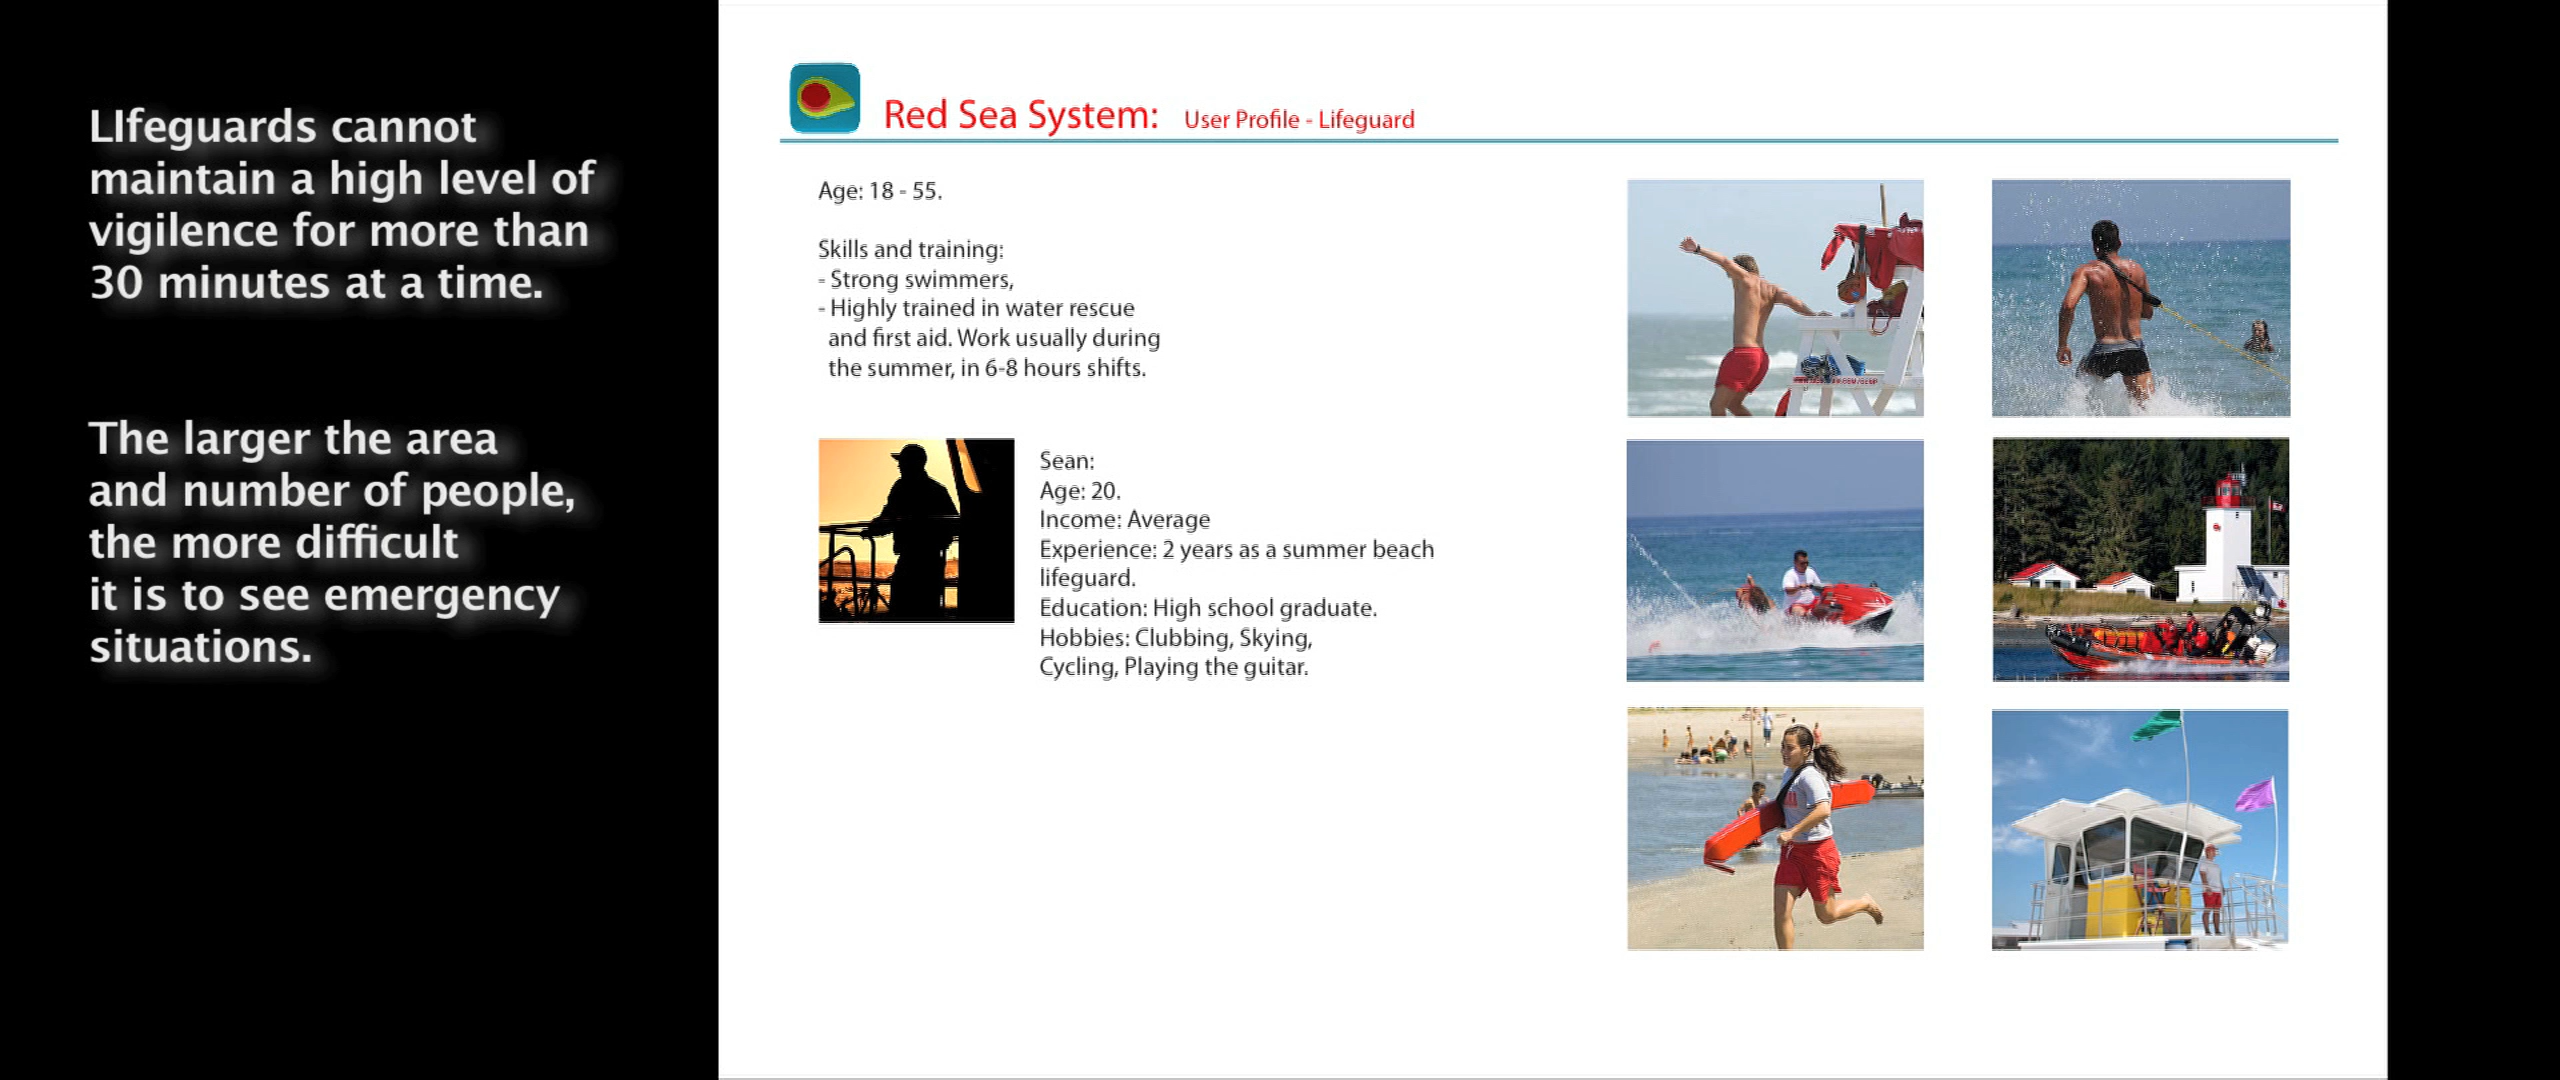 LIfeguards cannot
maintain a high level of
vigilence for more than
30 minutes at a time.
The larger the area
and number of people,
the more difficult
it is to see emergency
situations.
Red Sea System: User Profile - Lifeguard
Age: 18 - 55.
Skills and training:
- Strong swimmers,
- Highly trained in water rescue
and first aid. Work usually during
the summer, in 6-8 hours shifts.
Sean:
Age: 20.
Income: Average
Experience: 2 years as a summer beach
lifeguard.
Education: High school graduate.
Hobbies: Clubbing, Skying,
Cycling, Playing the guitar.